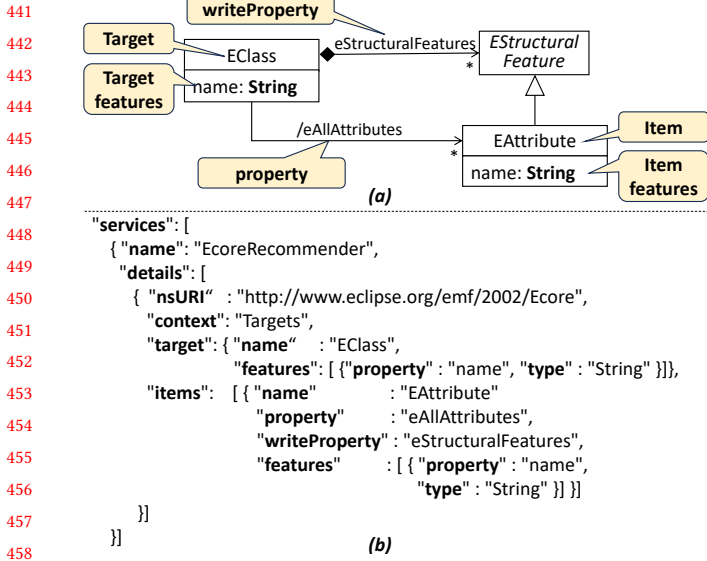 441
writeProperty
442
Target
eStructuralFeatures
EStructural
Feature
EClass
*
443
Target
features
name: String
444
445
/eAllAttributes
*
EAttribute
Item
446
property
name: String
Item
features
447
(a)
448 "services": [
449 { "name": "EcoreRecommender",
"details": [
450 { "nsURI“ : "http://www.eclipse.org/emf/2002/Ecore",
451 "context": "Targets",
452 "target": { "name“ : "EClass",
"features": [ {"property" : "name", "type" : "String" }]},
453 "items": [ { "name" : "EAttribute"
454 "property" : "eAllAttributes",
455 "writeProperty" : "eStructuralFeatures",
"features" : [ { "property" : "name",
456 "type" : "String" }] }]
457 }]
458 }]
(b)